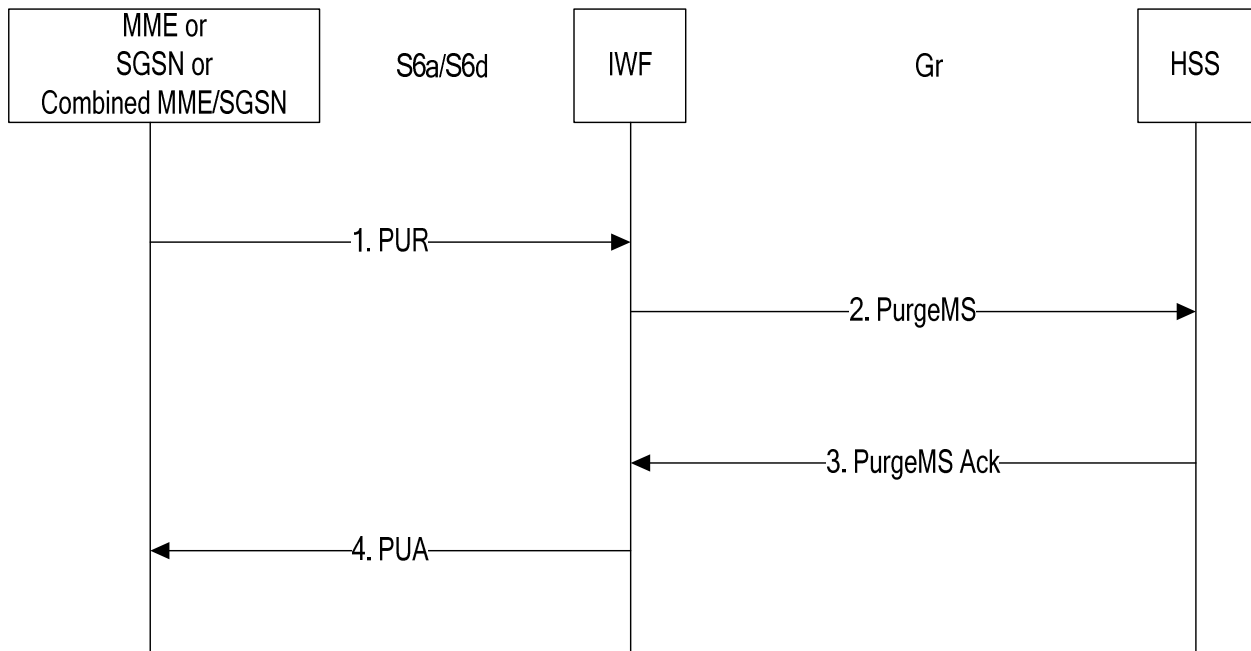 MME or
SGSN or
Combined MME/SGSN
S6a/S6d
IWF
Gr
HSS
1. PUR
2. PurgeMS
3. PurgeMS Ack
4. PUA